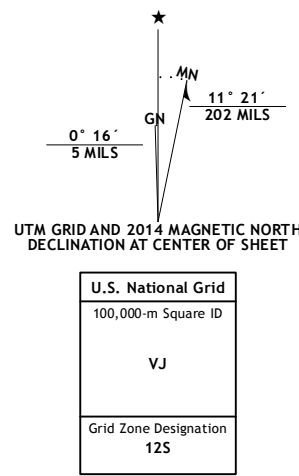 ★
MN
GN
11° 21´
202 MILS
0° 16´
5 MILS
UTM GRID AND 2014 MAGNETIC NORTH
DECLINATION AT CENTER OF SHEET
U.S. National Grid
100,000-m Square ID
VJ
Grid Zone Designation
12S